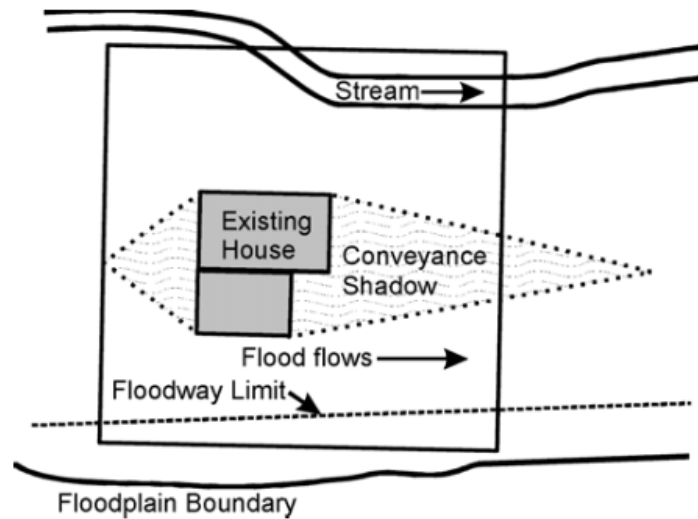 Stream
Existing
House
Conveyance
Shadow
Flood flows
Floodway Limit
Floodplain Boundary